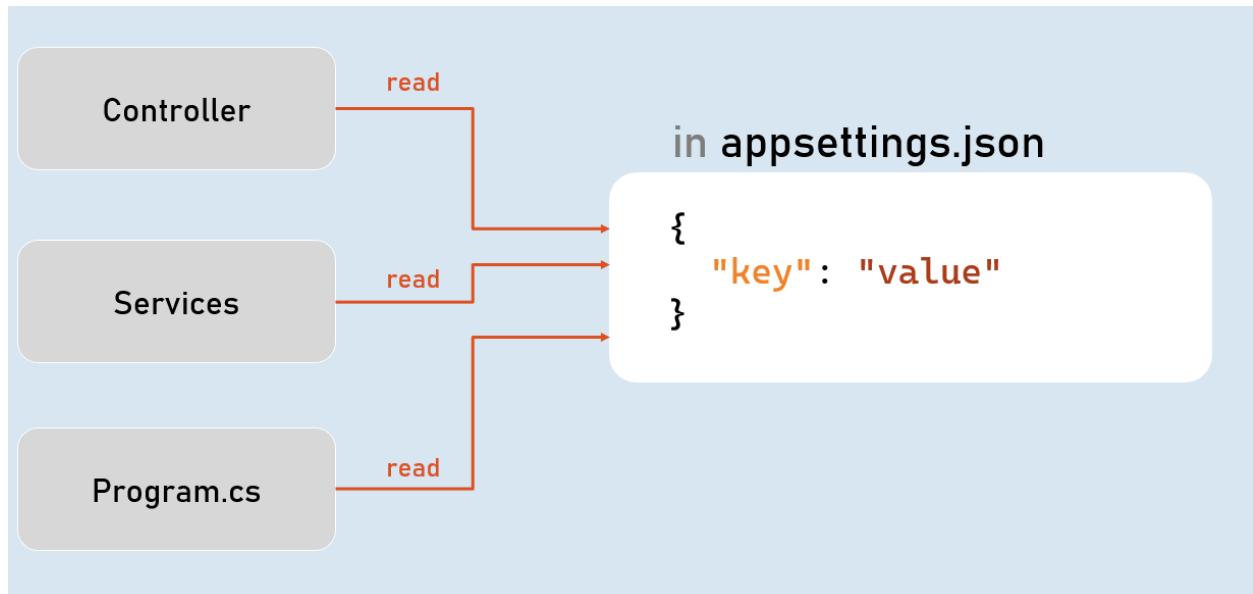 Controller
read
in appsettings.json
{
"key": "value"
}
Services
read
Program.cs
read